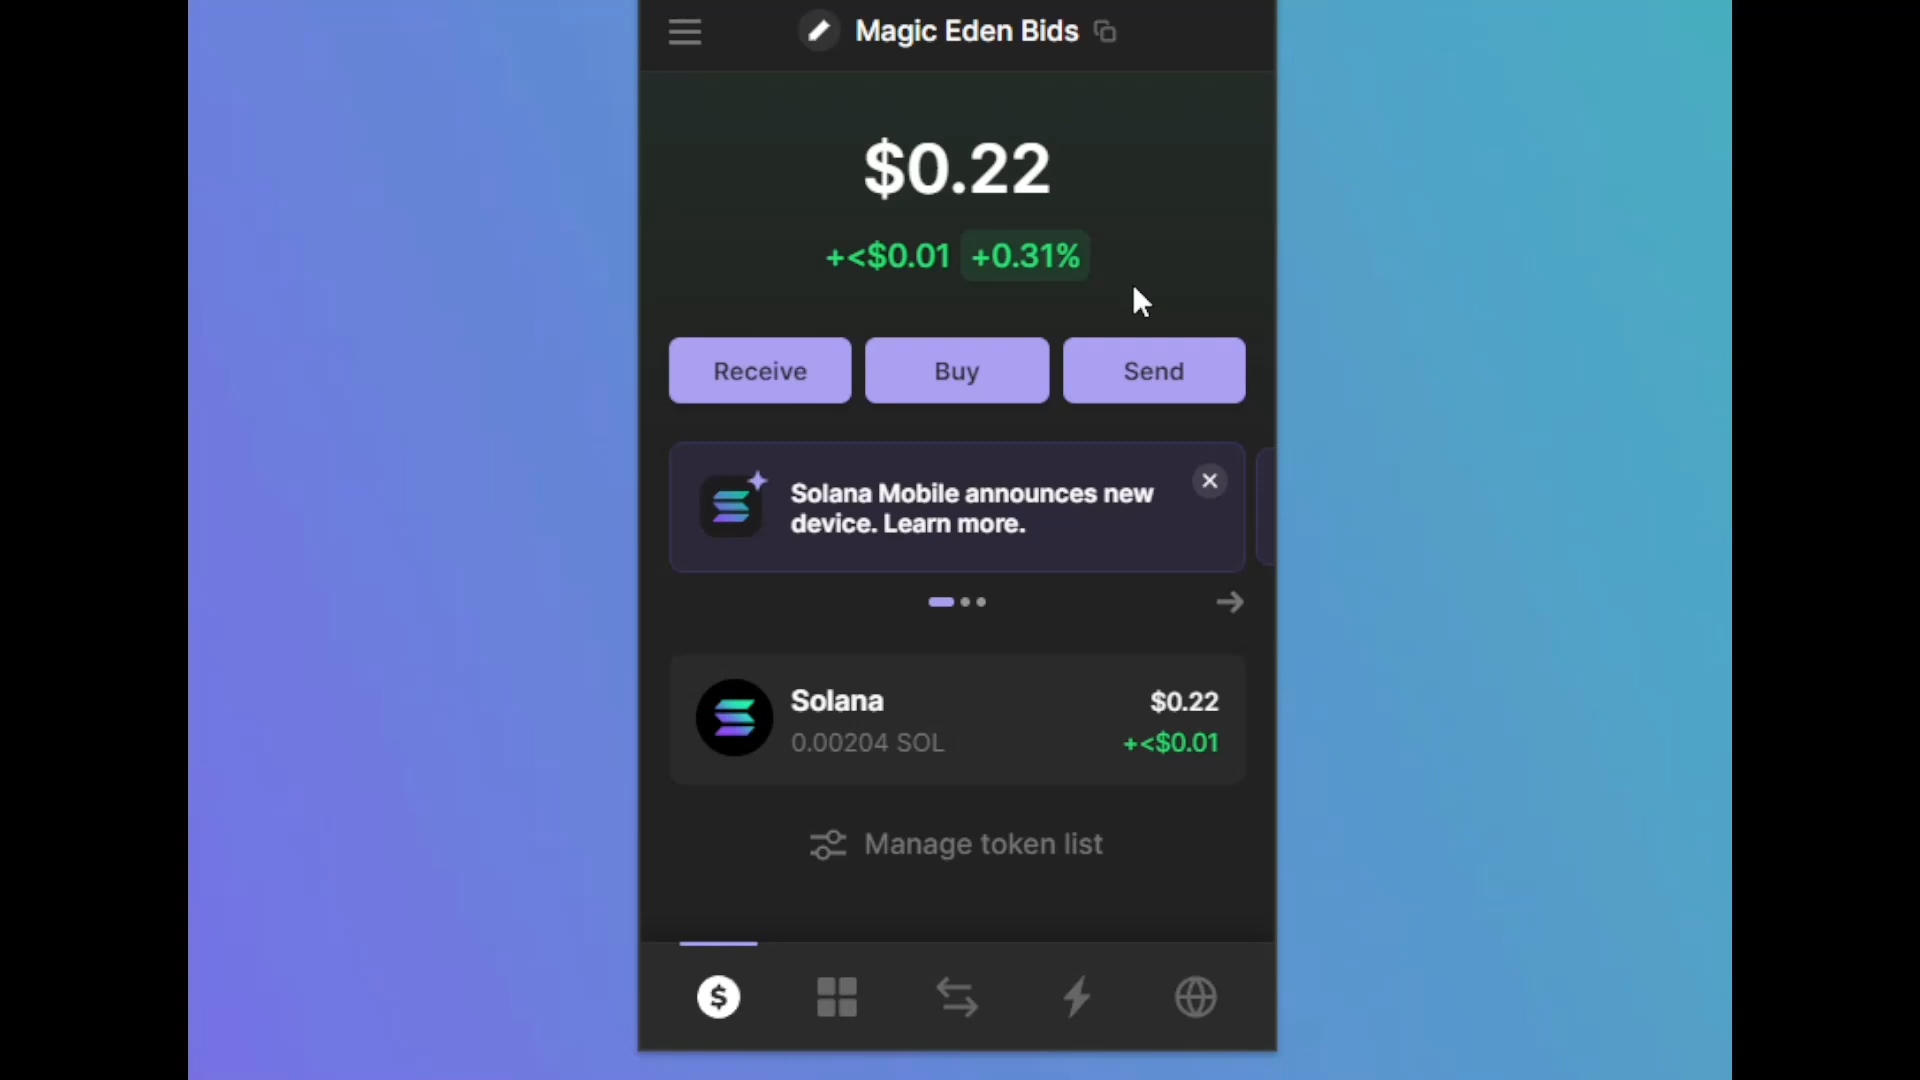 Magic Eden Bids
$0.22
+<$0.01 +0.31%
Receive Buy Send
Solana Mobile announces new
device. Learn more.
Solana $0.22
0.00204 SOL +<$0.01
Manage token list
$